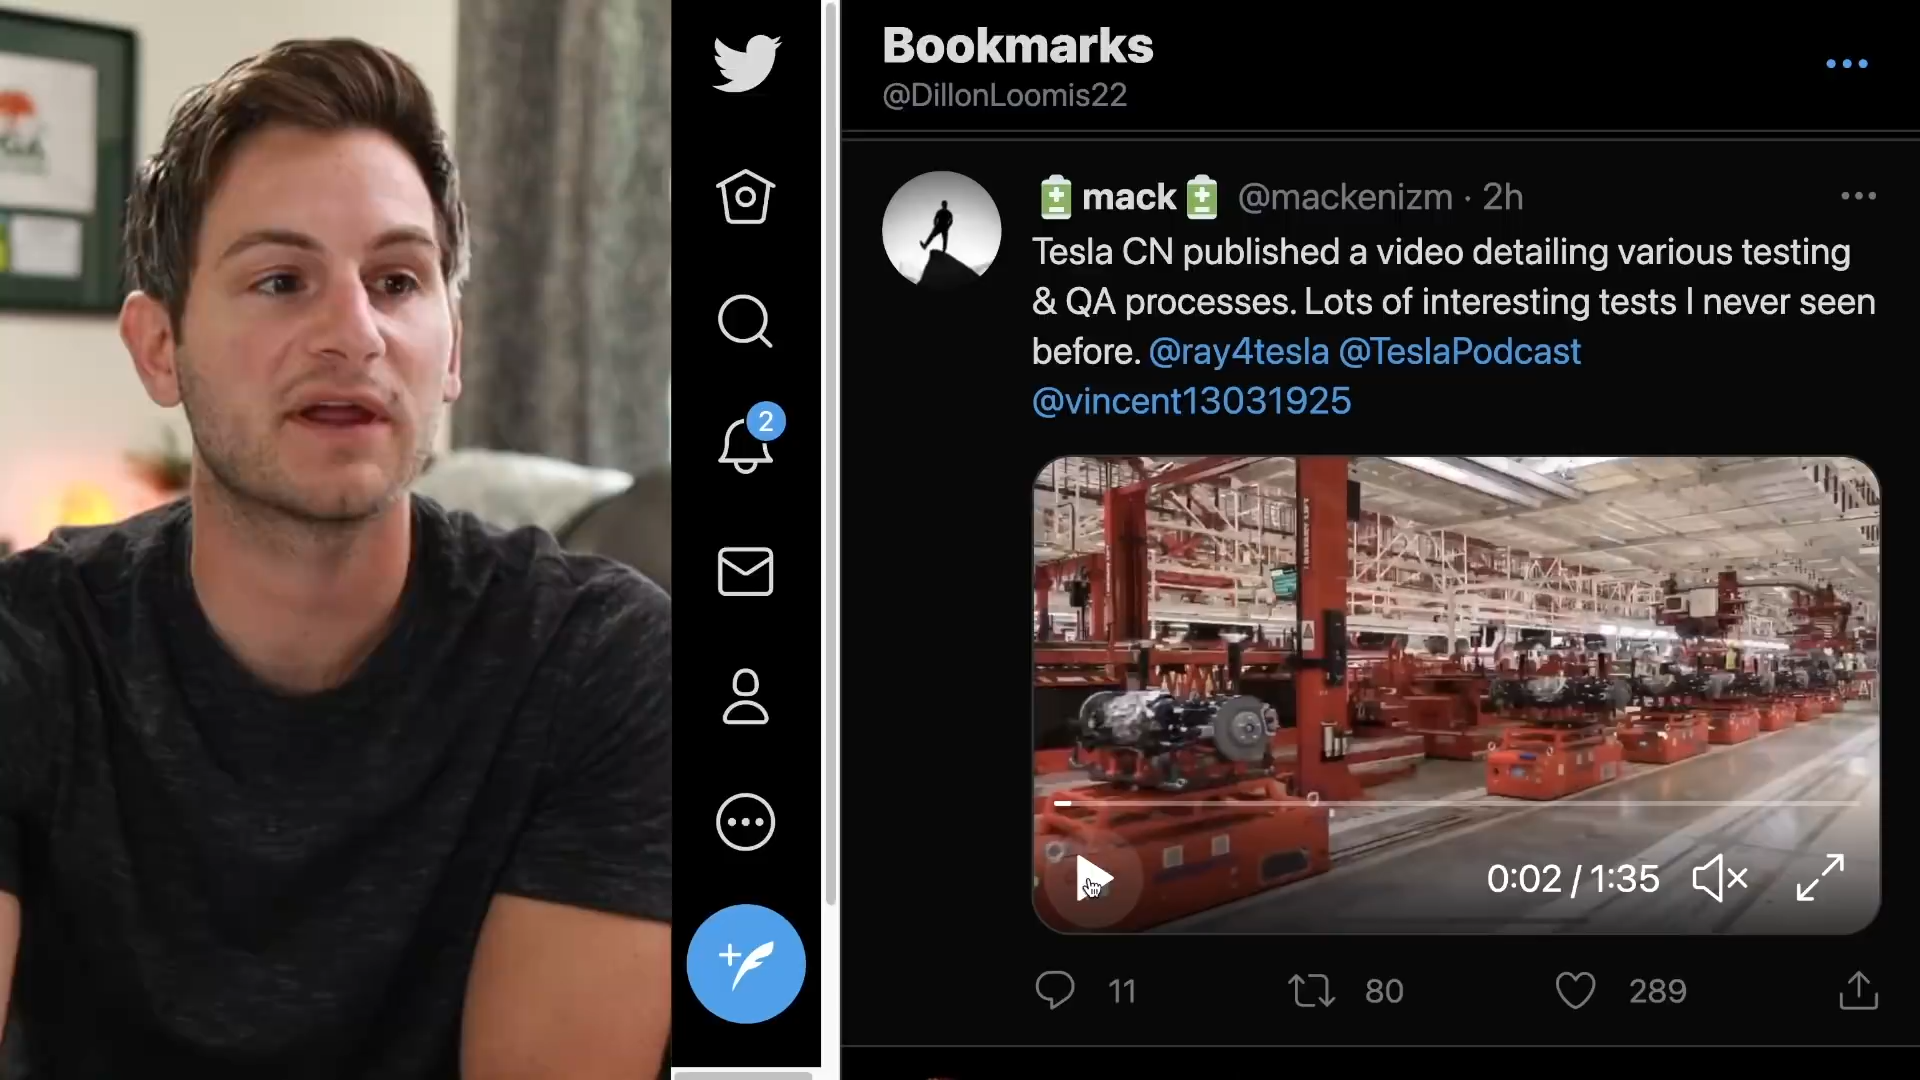 Bookmarks
@DillonLoomis22
mack @mackenizm · 2h
Tesla CN published a video detailing various testing
& QA processes. Lots of interesting tests I never seen
before. @ray4tesla @TeslaPodcast
@vincent13031925
2
0:02 / 1:35
11 80 289